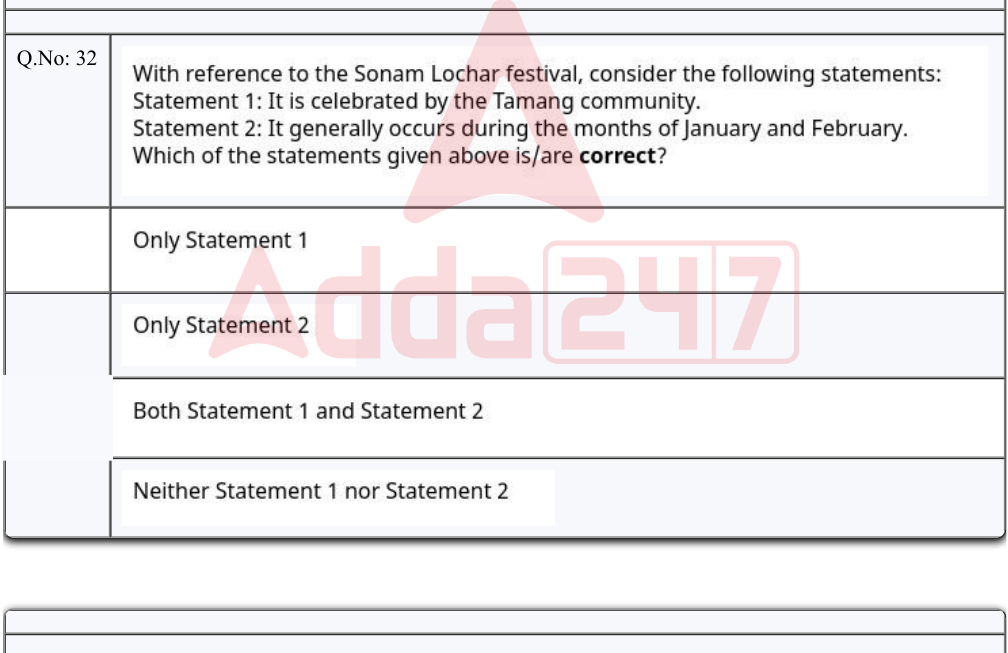 Q.No: 32
With reference to the Sonam Lochar festival, consider the following statements:
Statement 1: It is celebrated by the Tamang community.
Statement 2: It generally occurs during the months of January and February.
Which of the statements given above is/are correct?
Only Statement 1
Adda247
Only Statement 2
Both Statement 1 and Statement 2
Neither Statement 1 nor Statement 2